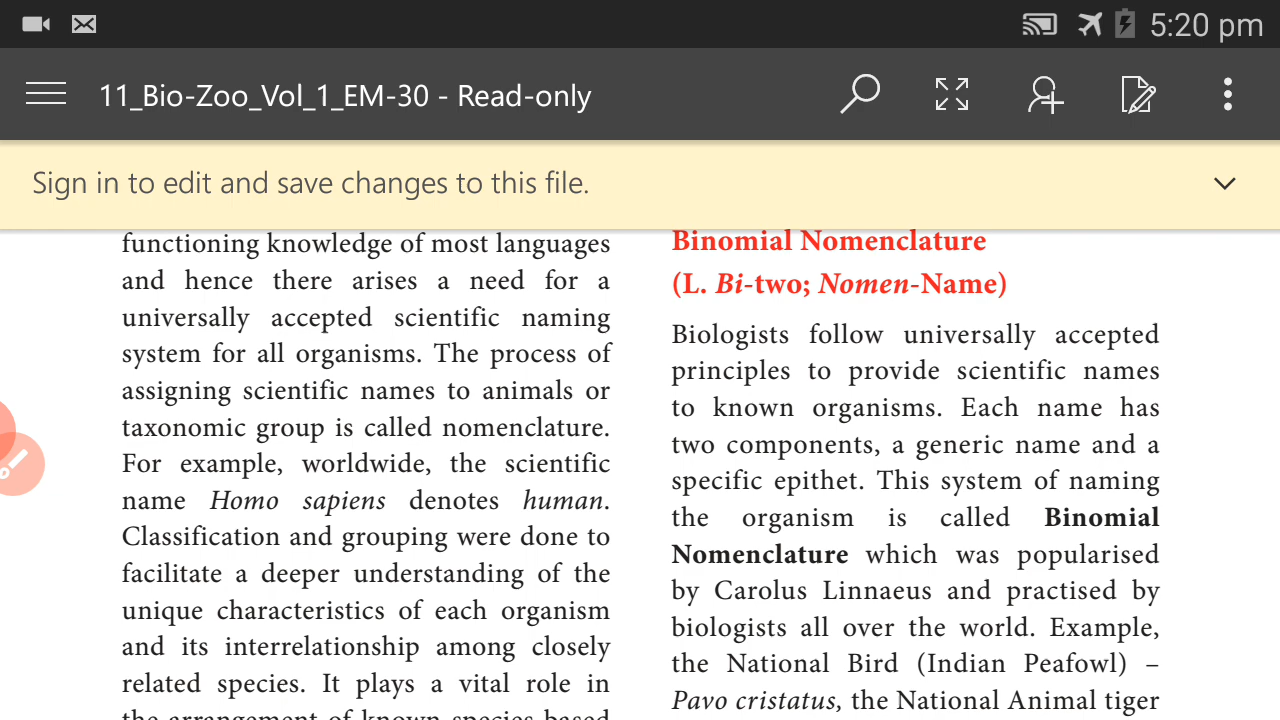 5:20 pm
11_Bio-Zoo_Vol_1_EM-30 - Read-only
Sign in to edit and save changes to this file.
functioning knowledge of most languages
and hence there arises a need for a
universally accepted scientific naming
system for all organisms. The process of
assigning scientific names to animals or
taxonomic group is called nomenclature.
For example, worldwide, the scientific
name Homo sapiens denotes human.
Classification and grouping were done to
facilitate a deeper understanding of the
unique characteristics of each organism
and its interrelationship among closely
related species. It plays a vital role in
the arrangement of known species based
Binomial Nomenclature
(L. Bi-two; Nomen-Name)
Biologists follow universally accepted
principles to provide scientific names
to known organisms. Each name has
two components, a generic name and a
specific epithet. This system of naming
the organism is called Binomial
Nomenclature which was popularised
by Carolus Linnaeus and practised by
biologists all over the world. Example,
the National Bird (Indian Peafowl) –
Pavo cristatus, the National Animal tiger